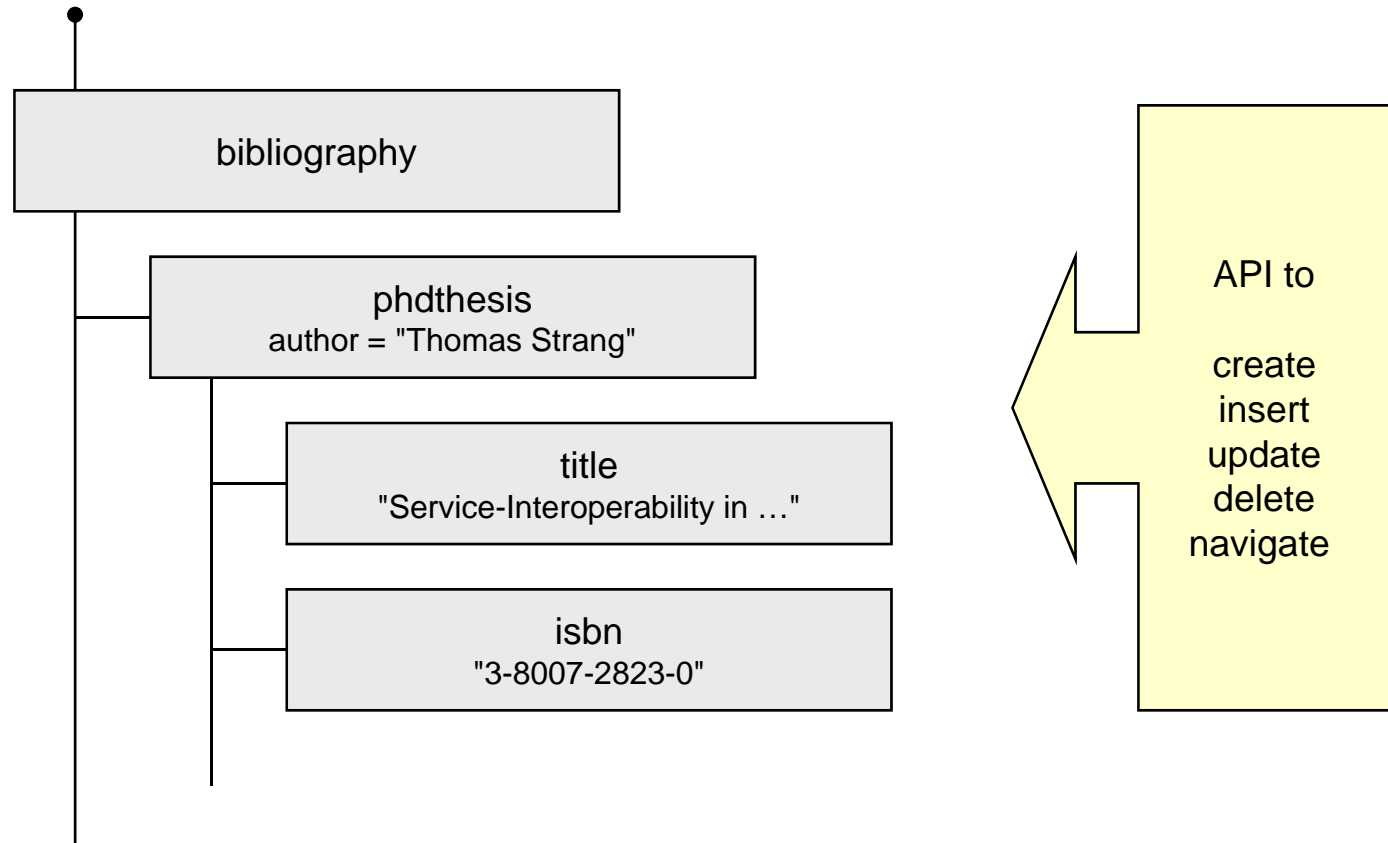 bibliography
phdthesis
author = "Thomas Strang"
title
"Service-Interoperability in …"
isbn
"3-8007-2823-0"
API to
create
insert
update
delete
navigate